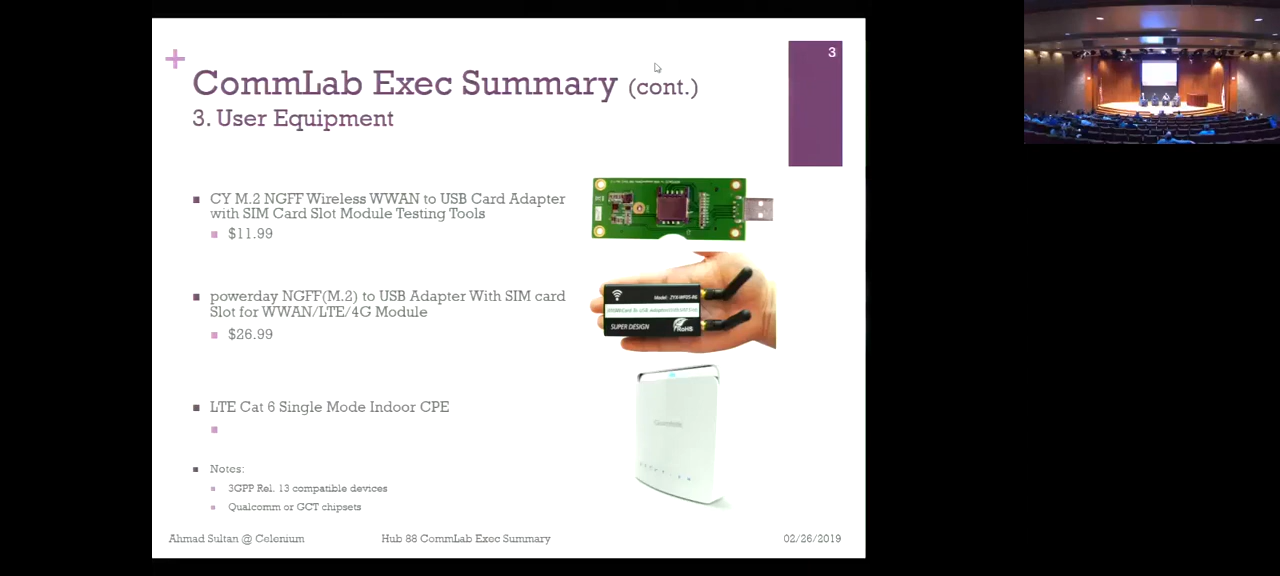 3
+
CommLab Exec Summary (cont.)
3. User Equipment
CY M.2 NGFF Wireless WWAN to USB Card Adapter
with SIM Card Slot Module Testing Tools
$11.99
powerday NGFF(M.2) to USB Adapter With SIM card
Slot for WWAN/LTE/4G Module
$26.99
SUPER DESIGN
RoHS
LTE Cat 6 Single Mode Indoor CPE
Notes:
3GPP Rel. 13 compatible devices
Qualcomm or GCT chipsets
Ahmad Sultan @ Celenium
Hub 88 CommLab Exec Summary
02/26/2019